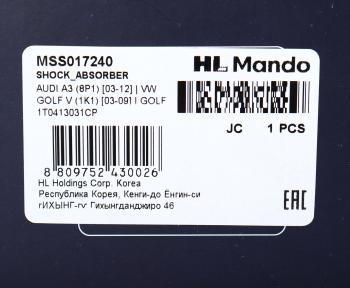 MSS017240
HL Mando
SHOCK_ABSORBER
AUDI A3 (8P1) [03-12] | VW
GOLF V (1K1) [03-09] | GOLF
1T0413031CP
JC 1 PCS
8 809752 430026
HL Holdings Corp. Korea
Республика Корея, Кенги-до Ёнгин-си
гИХЫНГ-гу Гихынгданджиро 46
EAC